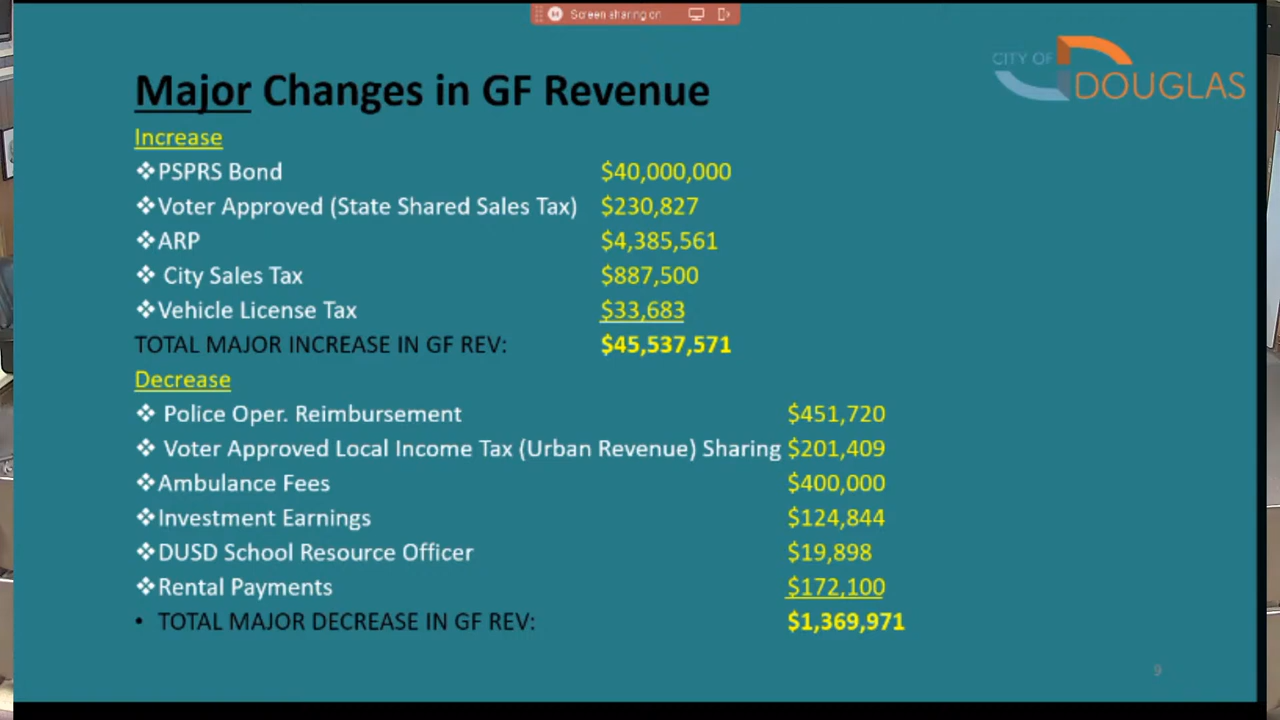 Screen sharing on
CITY OF
DOUGLAS
Major Changes in GF Revenue
Increase
❖PSPRS Bond $40,000,000
❖Voter Approved (State Shared Sales Tax) $230,827
❖ARP $4,385,561
❖ City Sales Tax $887,500
❖Vehicle License Tax $33,683
TOTAL MAJOR INCREASE IN GF REV: $45,537,571
Decrease
❖ Police Oper. Reimbursement $451,720
❖ Voter Approved Local Income Tax (Urban Revenue) Sharing $201,409
❖Ambulance Fees $400,000
❖Investment Earnings $124,844
❖DUSD School Resource Officer $19,898
❖Rental Payments $172,100
• TOTAL MAJOR DECREASE IN GF REV: $1,369,971
9